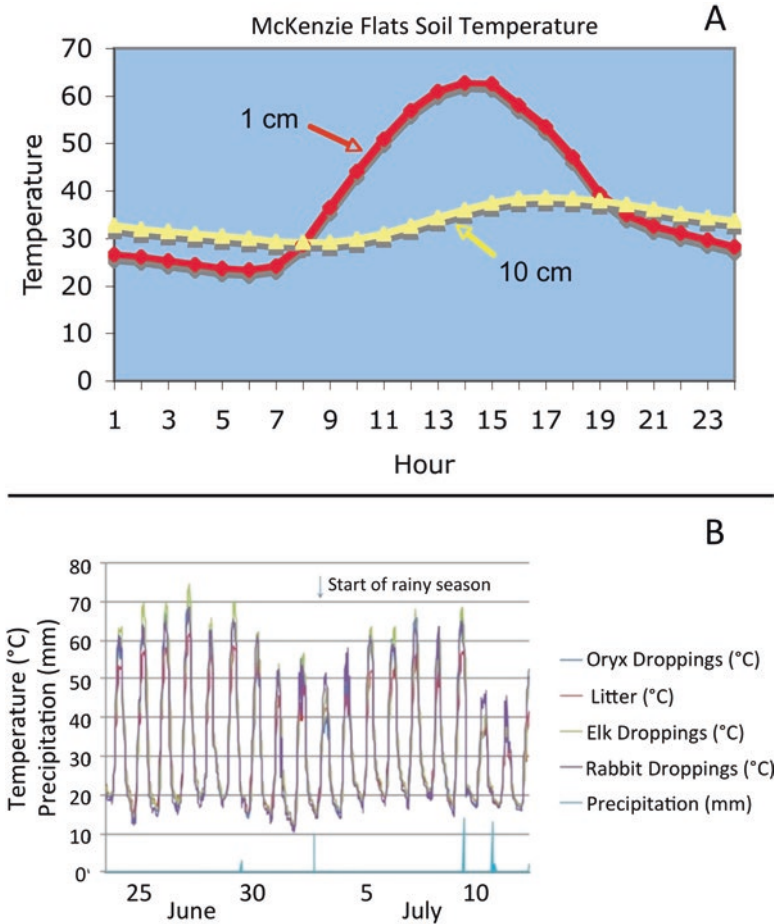 McKenzie Flats Soil Temperature
A
70
60
50
40
30
20
10
0
Temperature
1 cm
10 cm
1 3 5 7 9 11 13 15 17 19 21 23
Hour
B
80
70
60
50
40
30
20
10
0
Temperature (°C)
Precipitation (mm)
Start of rainy season
Oryx Droppings (°C)
Litter (°C)
Elk Droppings (°C)
Rabbit Droppings (°C)
Precipitation (mm)
25 30 5 10
June July